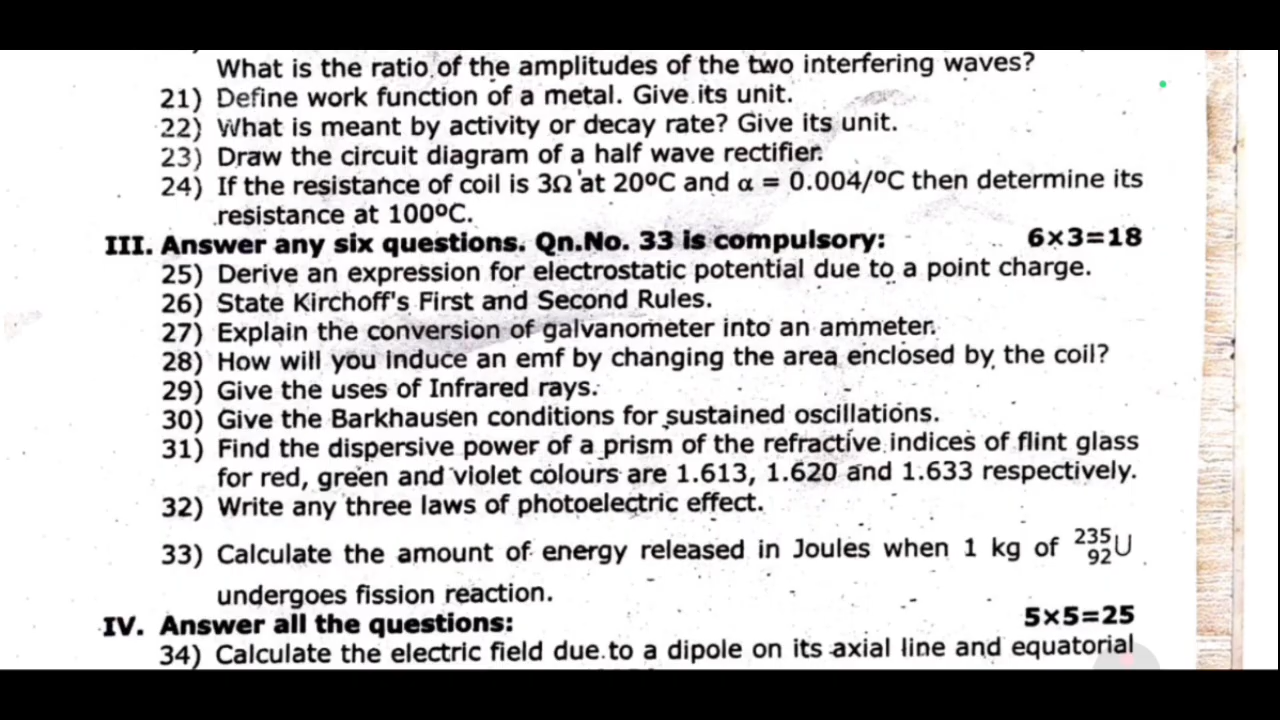 What is the ratio of the amplitudes of the two interfering waves?
21) Define work function of a metal. Give its unit.
22) What is meant by activity or decay rate? Give its unit.
23) Draw the circuit diagram of a half wave rectifier.
24) If the resistance of coil is 3Ω at 20ºC and α = 0.004/ºC then determine its
resistance at 100ºC.
III. Answer any six questions. Qn.No. 33 is compulsory: 6×3=18
25) Derive an expression for electrostatic potential due to a point charge.
26) State Kirchoff's First and Second Rules.
27) Explain the conversion of galvanometer into an ammeter.
28) How will you induce an emf by changing the area enclosed by the coil?
29) Give the uses of Infrared rays.
30) Give the Barkhausen conditions for sustained oscillations.
31) Find the dispersive power of a prism of the refractive indices of flint glass
for red, green and violet colours are 1.613, 1.620 and 1.633 respectively.
32) Write any three laws of photoelectric effect.
33) Calculate the amount of energy released in Joules when 1 kg of ²³⁵₉₂U
undergoes fission reaction.
IV. Answer all the questions: 5×5=25
34) Calculate the electric field due to a dipole on its axial line and equatorial